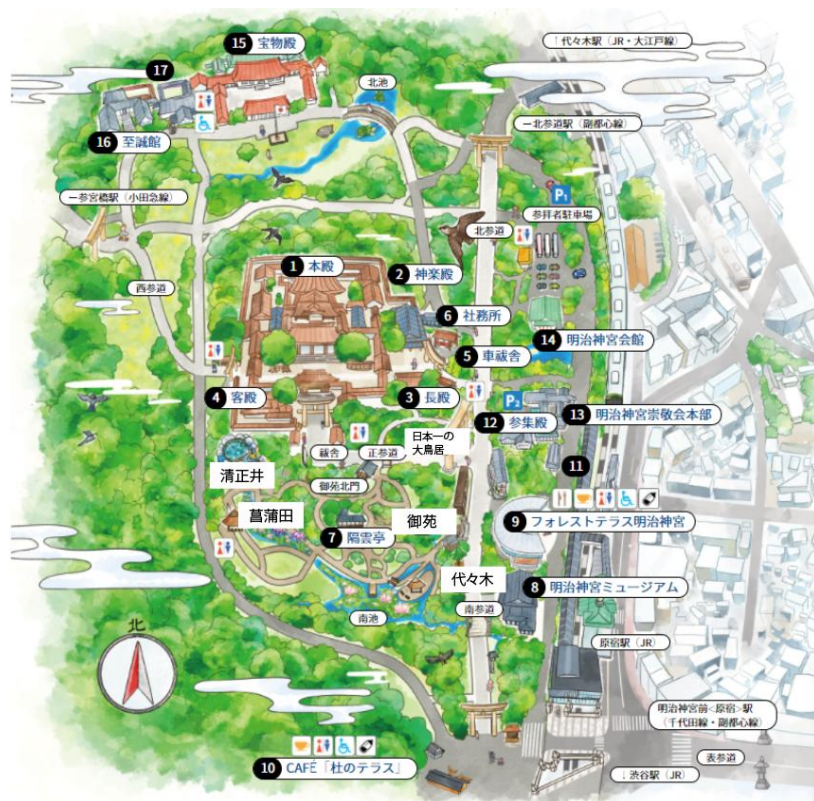 15 宝物殿
↑代々木駅（JR・大江戸線）
17
北池
16 至誠館
←北参道駅（副都心線）
←参宮橋駅（小田急線）
P1
参拝者駐車場
北参道
1 本殿
2 神楽殿
西参道
6 社務所
14 明治神宮会館
5 車祓舎
4 客殿
3 長殿
P2
12 参集殿
13 明治神宮崇敬会本部
日本一の
大鳥居
祓舎
正参道
清正井
11
御苑北門
菖蒲田
御苑
9 フォレストテラス明治神宮
7 隔雲亭
代々木
8 明治神宮ミュージアム
南池
南参道
北
原宿駅（JR）
明治神宮前<原宿>駅
（千代田線・副都心線）
10 CAFÉ「杜のテラス」
表参道
↓渋谷駅（JR）